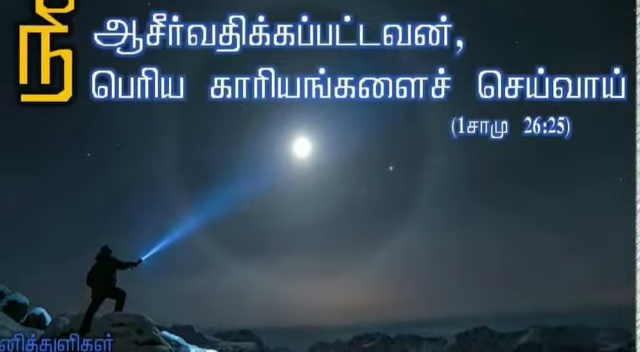 நீ
ஆசீர்வதிக்கப்பட்டவன்,
பெரிய காரியங்களைச் செய்வாய்
(1சாமு 26:25)